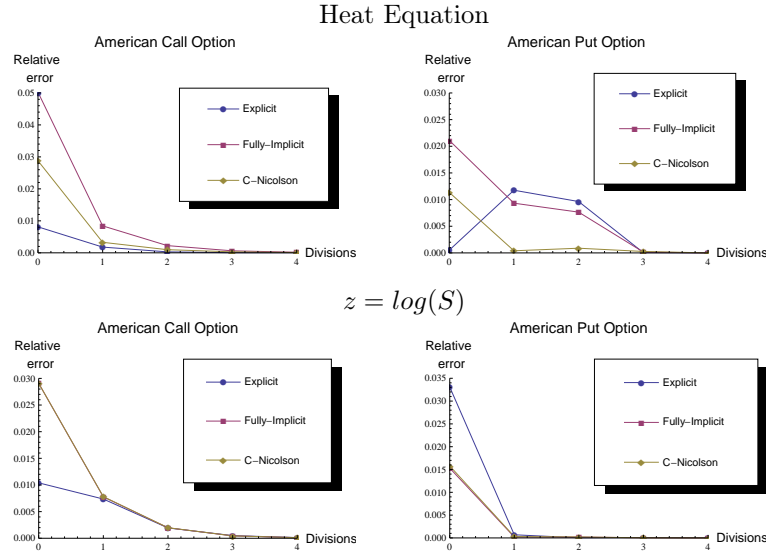 Heat Equation
American Call Option
Relative
error
0.05
0.04
0.03
0.02
0.01
0.00
0 1 2 3 4
Divisions
Explicit
Fully-Implicit
C-Nicolson
American Put Option
Relative
error
0.030
0.025
0.020
0.015
0.010
0.005
0.000
0 1 2 3 4
Divisions
Explicit
Fully-Implicit
C-Nicolson
z = log(S)
American Call Option
Relative
error
0.030
0.025
0.020
0.015
0.010
0.005
0.000
0 1 2 3 4
Divisions
Explicit
Fully-Implicit
C-Nicolson
American Put Option
Relative
error
0.035
0.030
0.025
0.020
0.015
0.010
0.005
0.000
0 1 2 3 4
Divisions
Explicit
Fully-Implicit
C-Nicolson